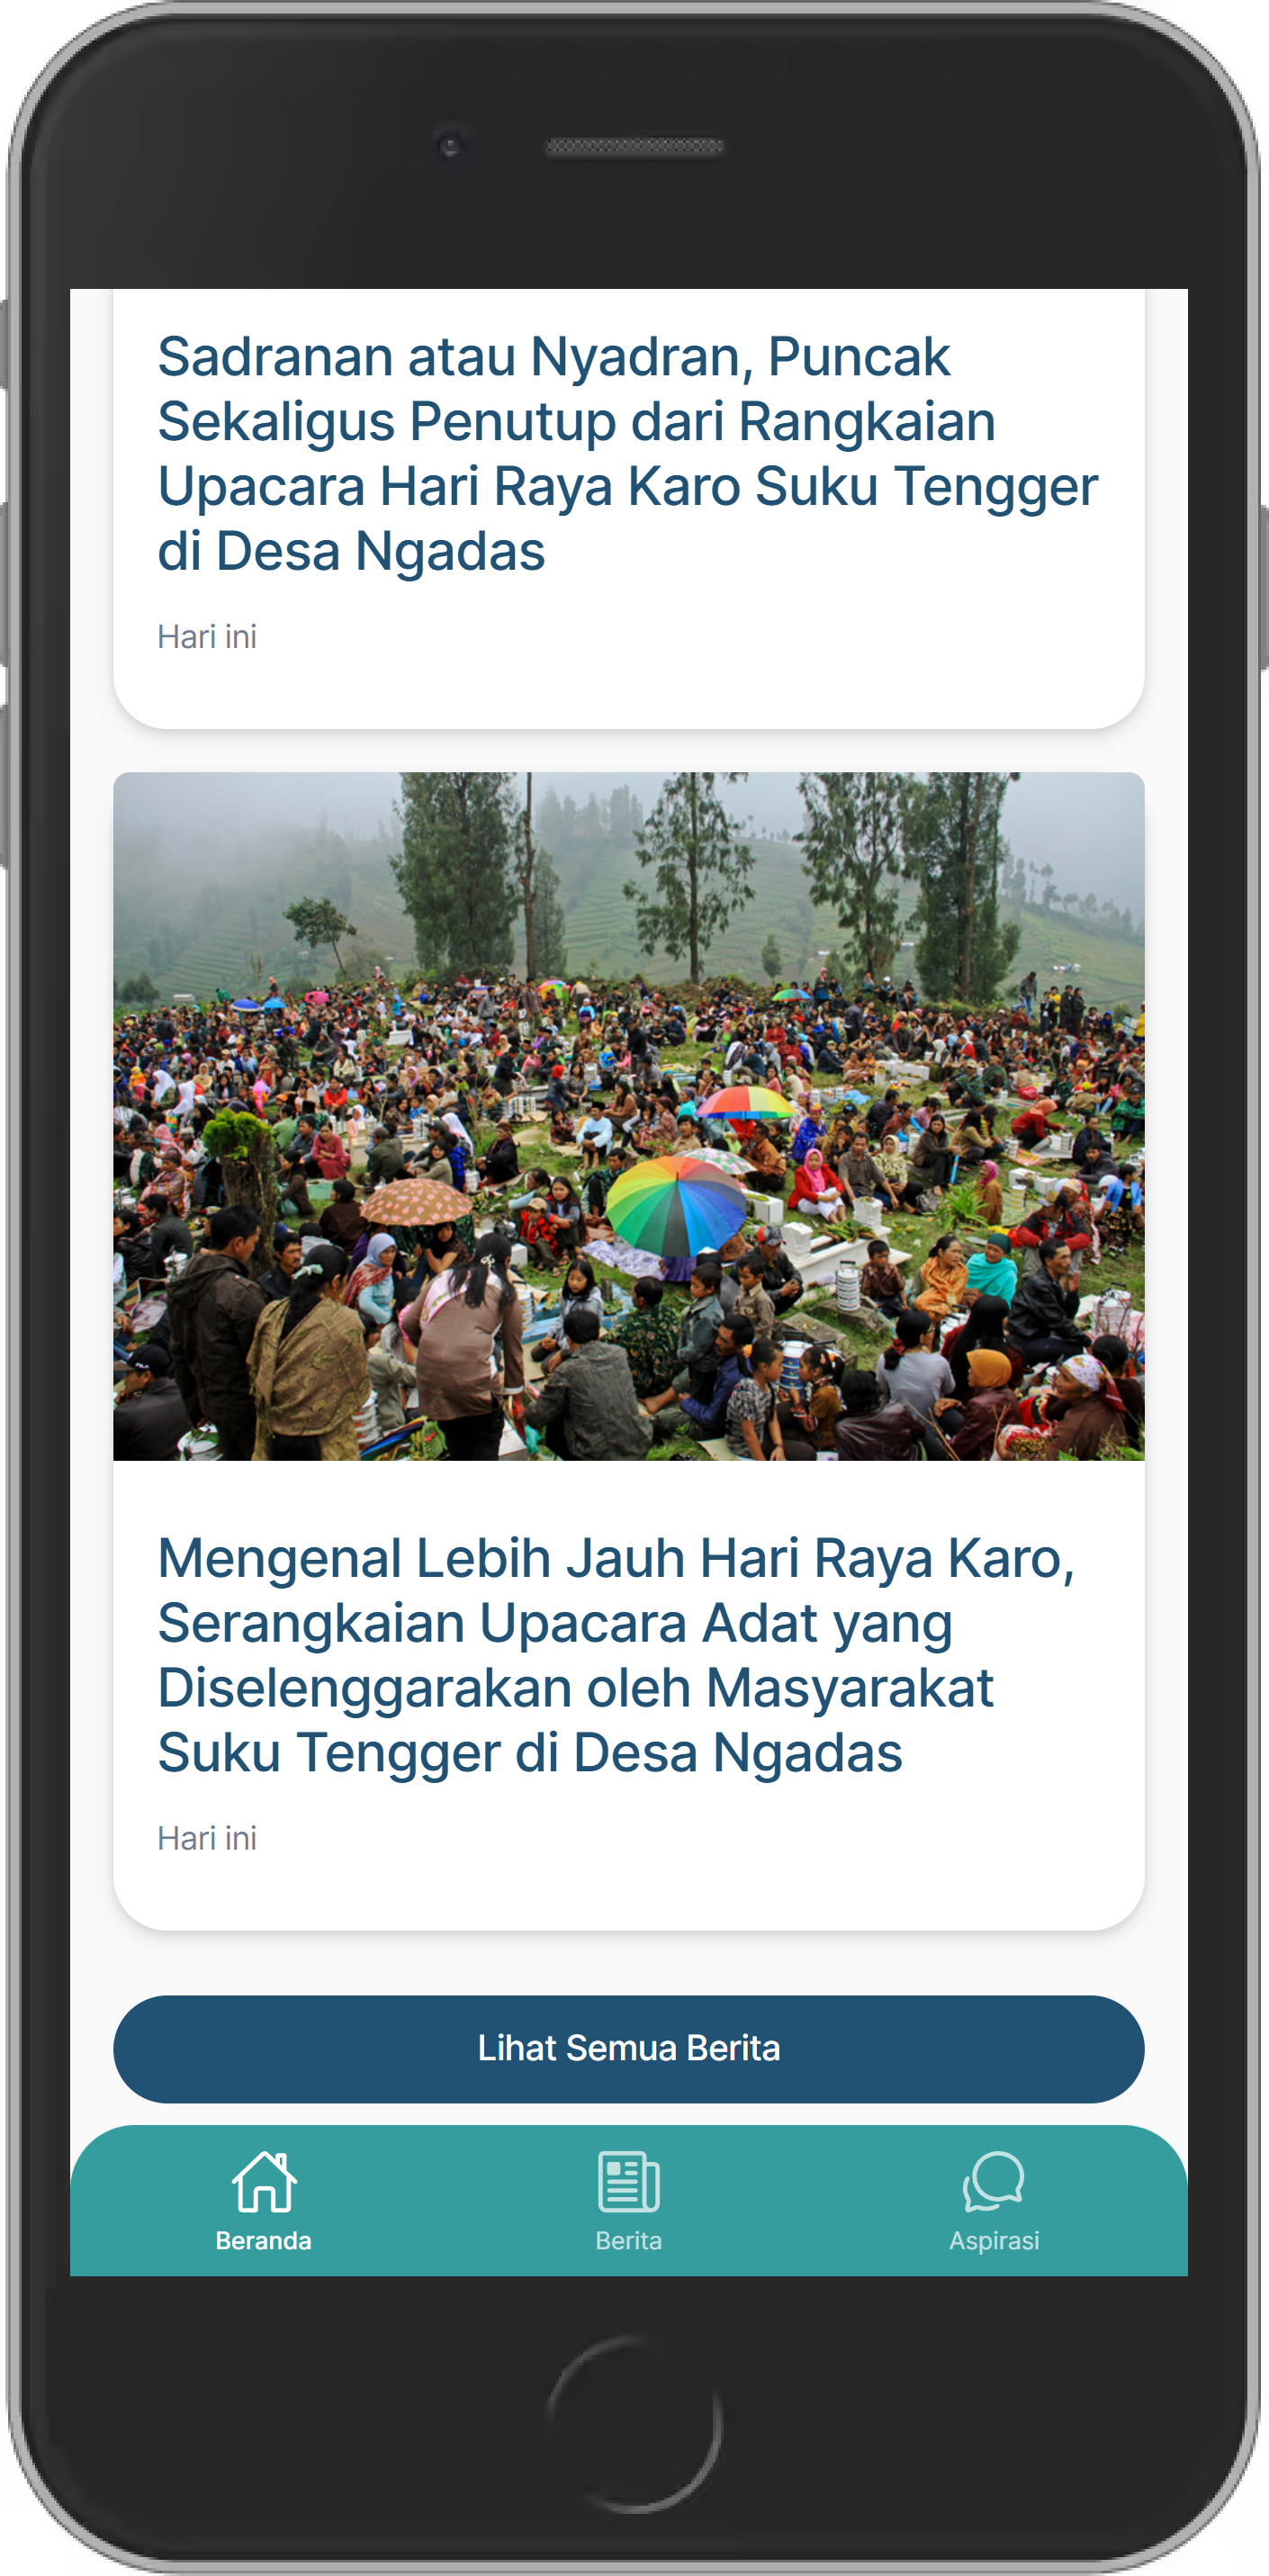 Sadranan atau Nyadran, Puncak
Sekaligus Penutup dari Rangkaian
Upacara Hari Raya Karo Suku Tengger
di Desa Ngadas
Hari ini
Mengenal Lebih Jauh Hari Raya Karo,
Serangkaian Upacara Adat yang
Diselenggarakan oleh Masyarakat
Suku Tengger di Desa Ngadas
Hari ini
Lihat Semua Berita
Beranda
Berita
Aspirasi